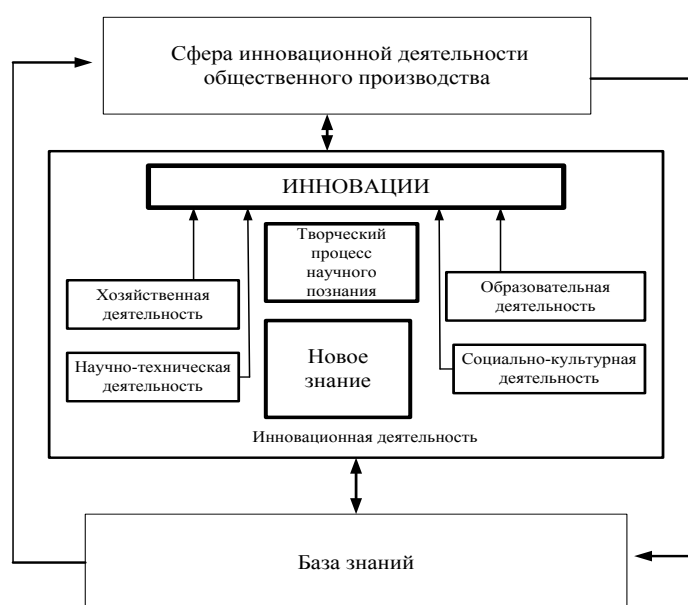 Сфера инновационной деятельности
общественного производства
ИННОВАЦИИ
Творческий
процесс
научного
познания
Хозяйственная
деятельность
Образовательная
деятельность
Научно-техническая
деятельность
Новое
знание
Социально-культурная
деятельность
Инновационная деятельность
База знаний